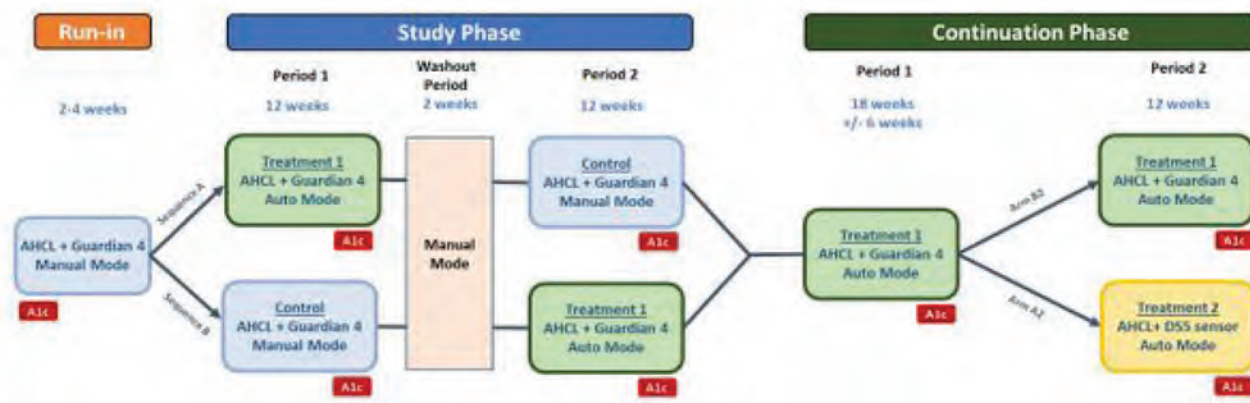 Run-in
Study Phase
Continuation Phase
2-4 weeks
Period 1
12 weeks
Washout
Period
2 weeks
Period 2
12 weeks
Period 1
18 weeks
+/- 6 weeks
Period 2
12 weeks
AHCL + Guardian 4
Manual Mode
A1c
Sequence A
Sequence B
Treatment 1
AHCL + Guardian 4
Auto Mode
A1c
Control
AHCL + Guardian 4
Manual Mode
A1c
Manual
Mode
Control
AHCL + Guardian 4
Manual Mode
A1c
Treatment 1
AHCL + Guardian 4
Auto Mode
A1c
Treatment 1
AHCL + Guardian 4
Auto Mode
A1c
Arm B2
Arm A2
Treatment 1
AHCL + Guardian 4
Auto Mode
A1c
Treatment 2
AHCL+ DS5 sensor
Auto Mode
A1c